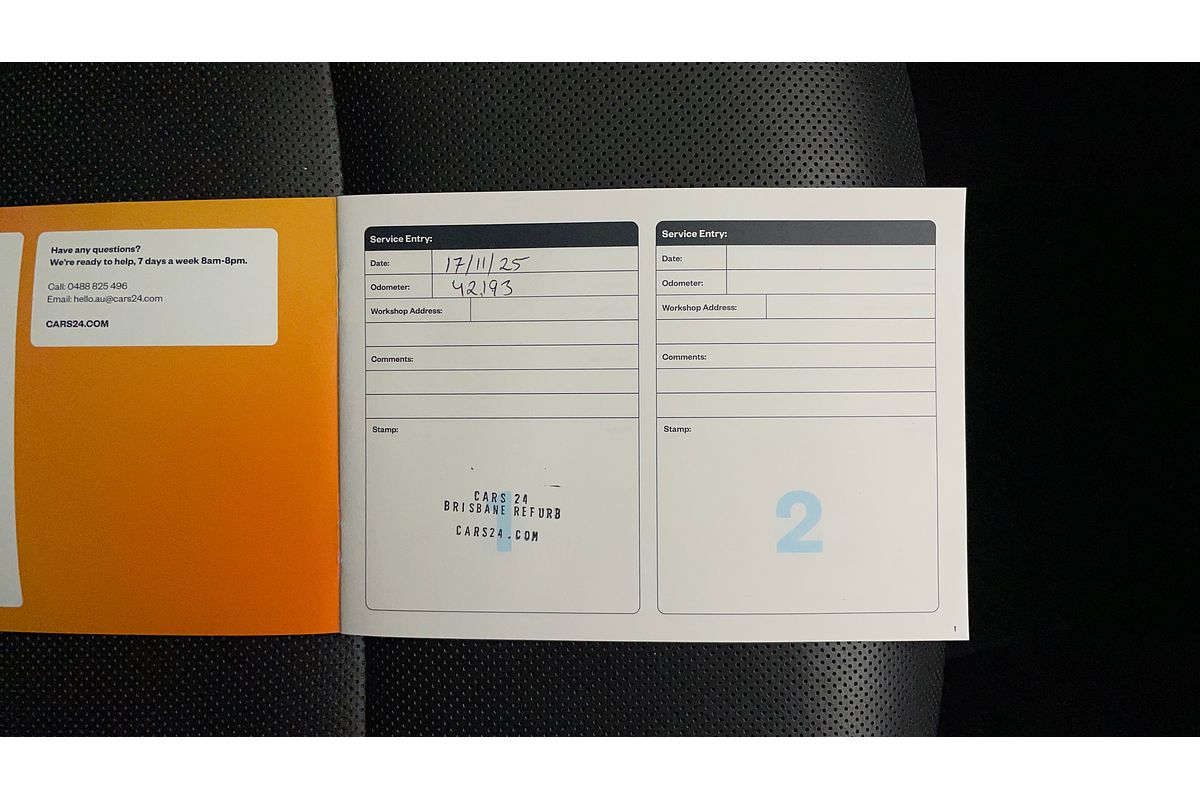 Have any questions?
We're ready to help, 7 days a week 8am-8pm.
Call: 0488 825 496
Email: hello.au@cars24.com
CARS24.COM
Service Entry:
Date: 17/11/25
Odometer: 42,193
Workshop Address:
Comments:
Stamp:
1
CARS 24
BRISBANE REFURB
CARS24.COM
Service Entry:
Date:
Odometer:
Workshop Address:
Comments:
Stamp:
2
1